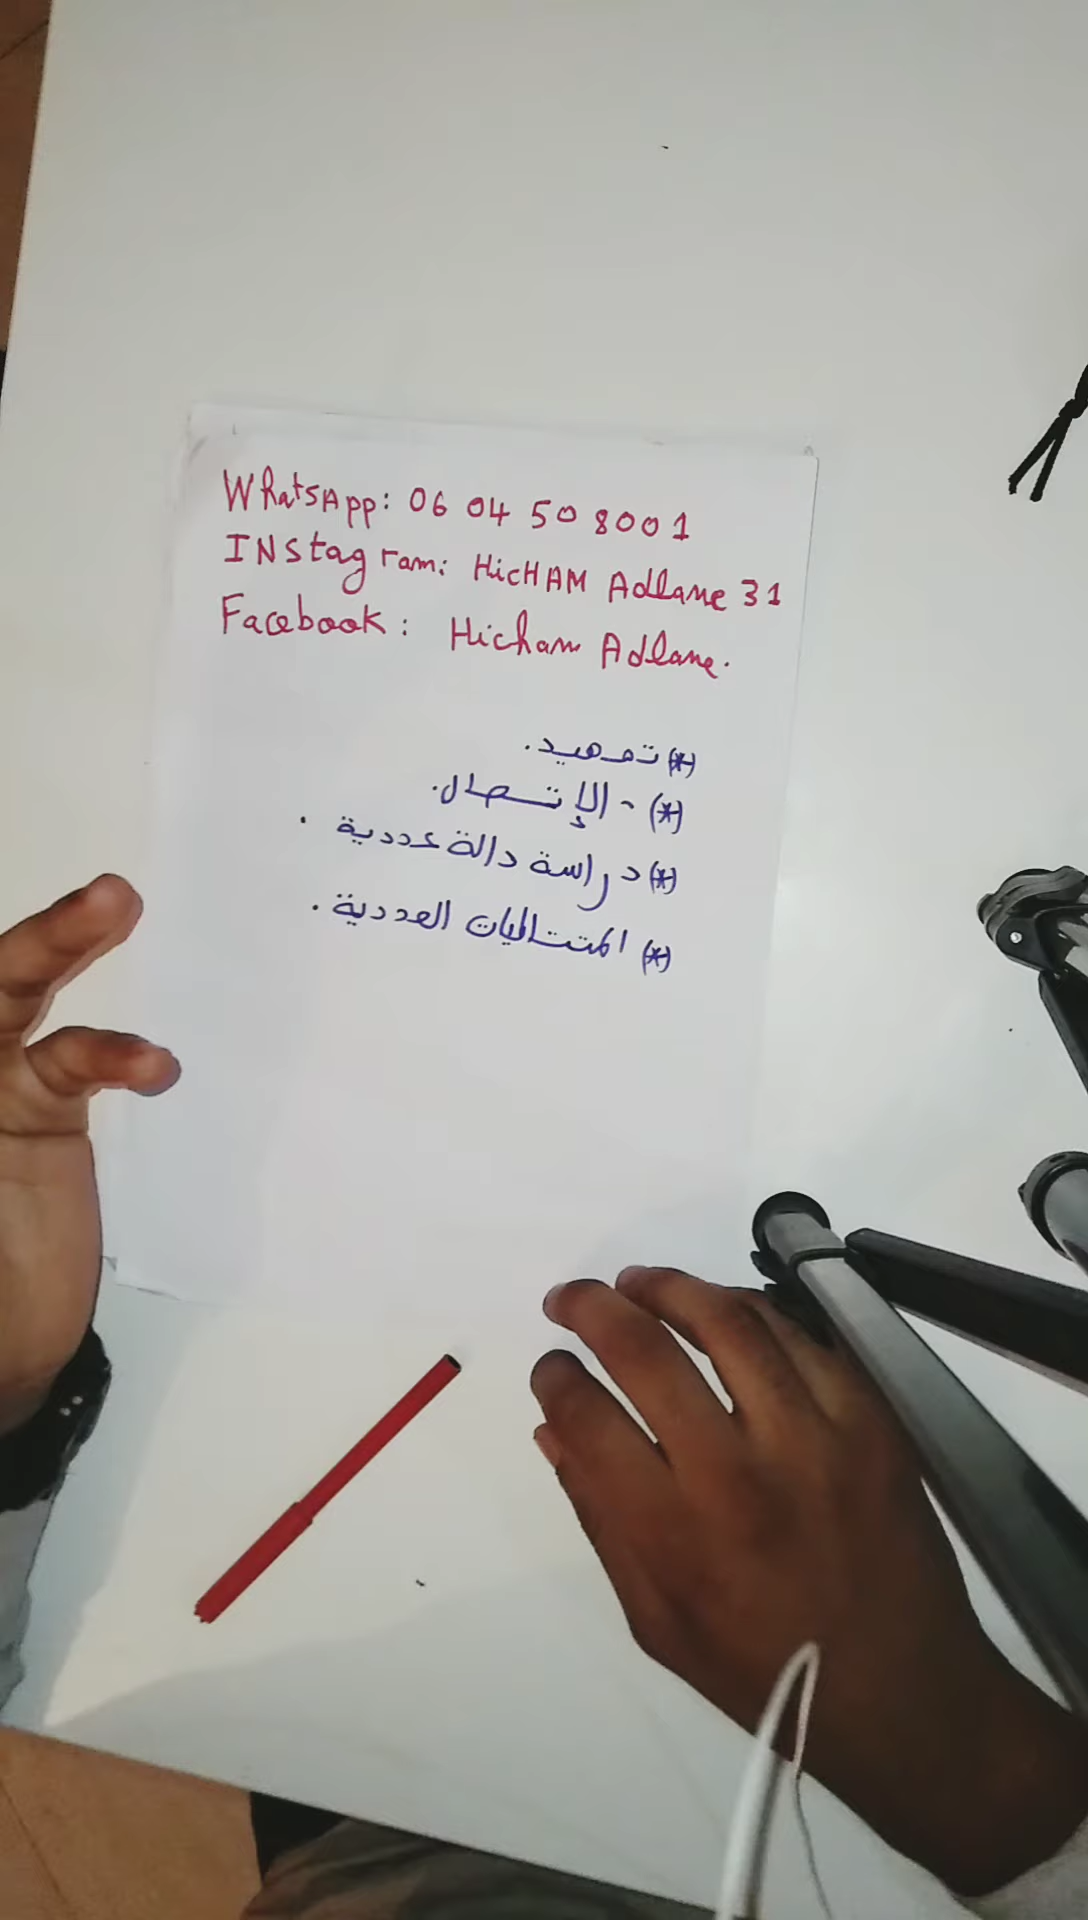 WhatsApp: 06 04 50 8001
INStagram: HicHAM Adlane 31
Facebook: Hicham Adlane.
(*) تمهيد.
(*) - الإتصال.
(*) دراسة دالة عددية.
(*) المتتاليات العددية.